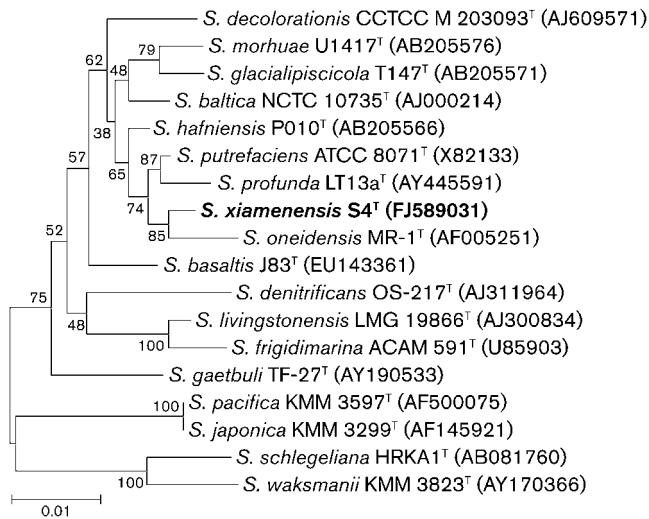 S. decolorationis CCTCC M 203093ᵀ (AJ609571)
79 S. morhuae U1417ᵀ (AB205576)
62 48 S. glacialipiscicola T147ᵀ (AB205571)
S. baltica NCTC 10735ᵀ (AJ000214)
38 S. hafniensis P010ᵀ (AB205566)
57 65 87 S. putrefaciens ATCC 8071ᵀ (X82133)
S. profunda LT13aᵀ (AY445591)
74 S. xiamenensis S4ᵀ (FJ589031)
52 85 S. oneidensis MR-1ᵀ (AF005251)
S. basaltis J83ᵀ (EU143361)
75 S. denitrificans OS-217ᵀ (AJ311964)
48 S. livingstonensis LMG 19866ᵀ (AJ300834)
100 S. frigidimarina ACAM 591ᵀ (U85903)
S. gaetbuli TF-27ᵀ (AY190533)
100 S. pacifica KMM 3597ᵀ (AF500075)
S. japonica KMM 3299ᵀ (AF145921)
S. schlegeliana HRKA1ᵀ (AB081760)
100 S. waksmanii KMM 3823ᵀ (AY170366)
0.01